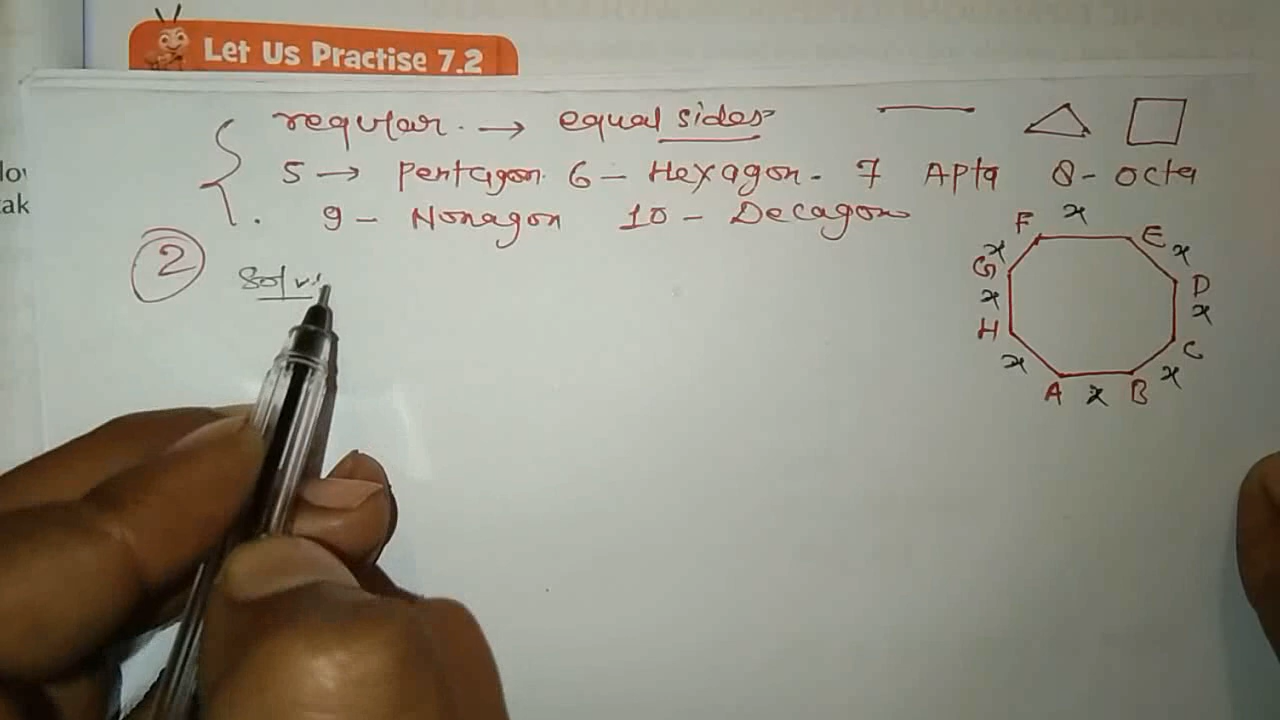 Let Us Practise 7.2
regular. → equal sides
5 → Pentagon. 6 - Hexagon - 7 Apta 8 - octa
9 - Nonagon 10 - Decagon
2
F x E
x x
G D
x x
H C
x x
A x B
tak